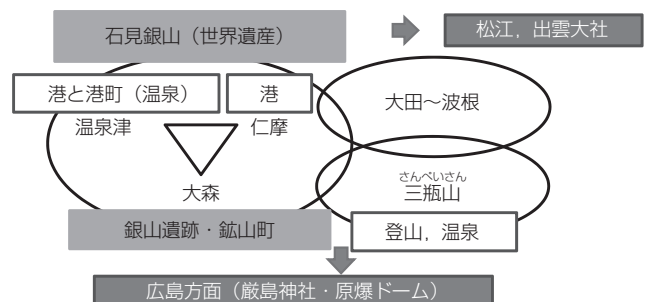 石見銀山（世界遺産）
松江，出雲大社
港と港町（温泉）
港
大田～波根
温泉津
仁摩
さんべいさん
三瓶山
大森
銀山遺跡・鉱山町
登山，温泉
広島方面（厳島神社・原爆ドーム）